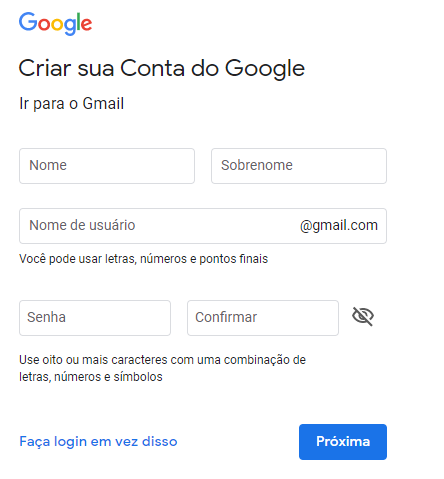 Google
Criar sua Conta do Google
Ir para o Gmail
Nome
Sobrenome
Nome de usuário
@gmail.com
Você pode usar letras, números e pontos finais
Senha
Confirmar
Use oito ou mais caracteres com uma combinação de
letras, números e símbolos
Faça login em vez disso
Próxima